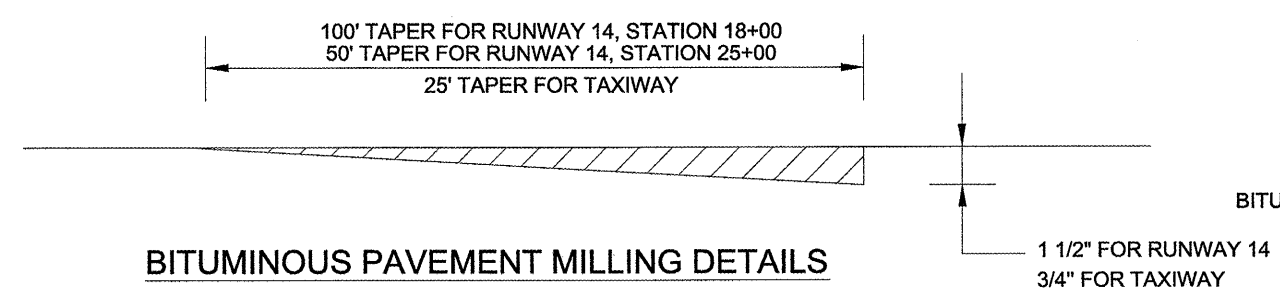 100' TAPER FOR RUNWAY 14, STATION 18+00
50' TAPER FOR RUNWAY 14, STATION 25+00
25' TAPER FOR TAXIWAY
BITU
1 1/2" FOR RUNWAY 14
3/4" FOR TAXIWAY
BITUMINOUS PAVEMENT MILLING DETAILS